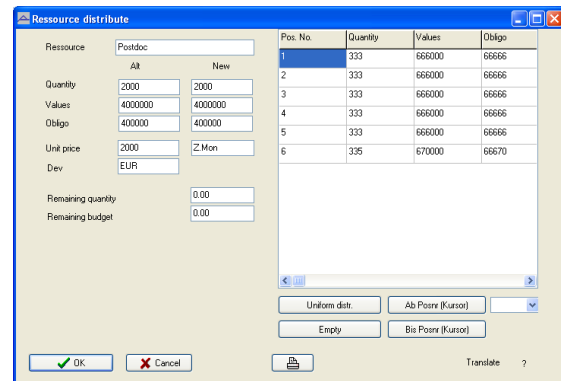 Ressource distribute
Ressource Postdoc
Alt New
Quantity 2000 2000
Values 4000000 4000000
Obligo 400000 400000
Unit price 2000 Z.Mon
Dev EUR
Remaining quantity 0.00
Remaining budget 0.00
Pos. No. Quantity Values Obligo
1 333 666000 66666
2 333 666000 66666
3 333 666000 66666
4 333 666000 66666
5 333 666000 66666
6 335 670000 66670
Uniform distr. Ab Posnr (Kursor)
Empty Bis Posnr (Kursor)
OK Cancel Translate ?